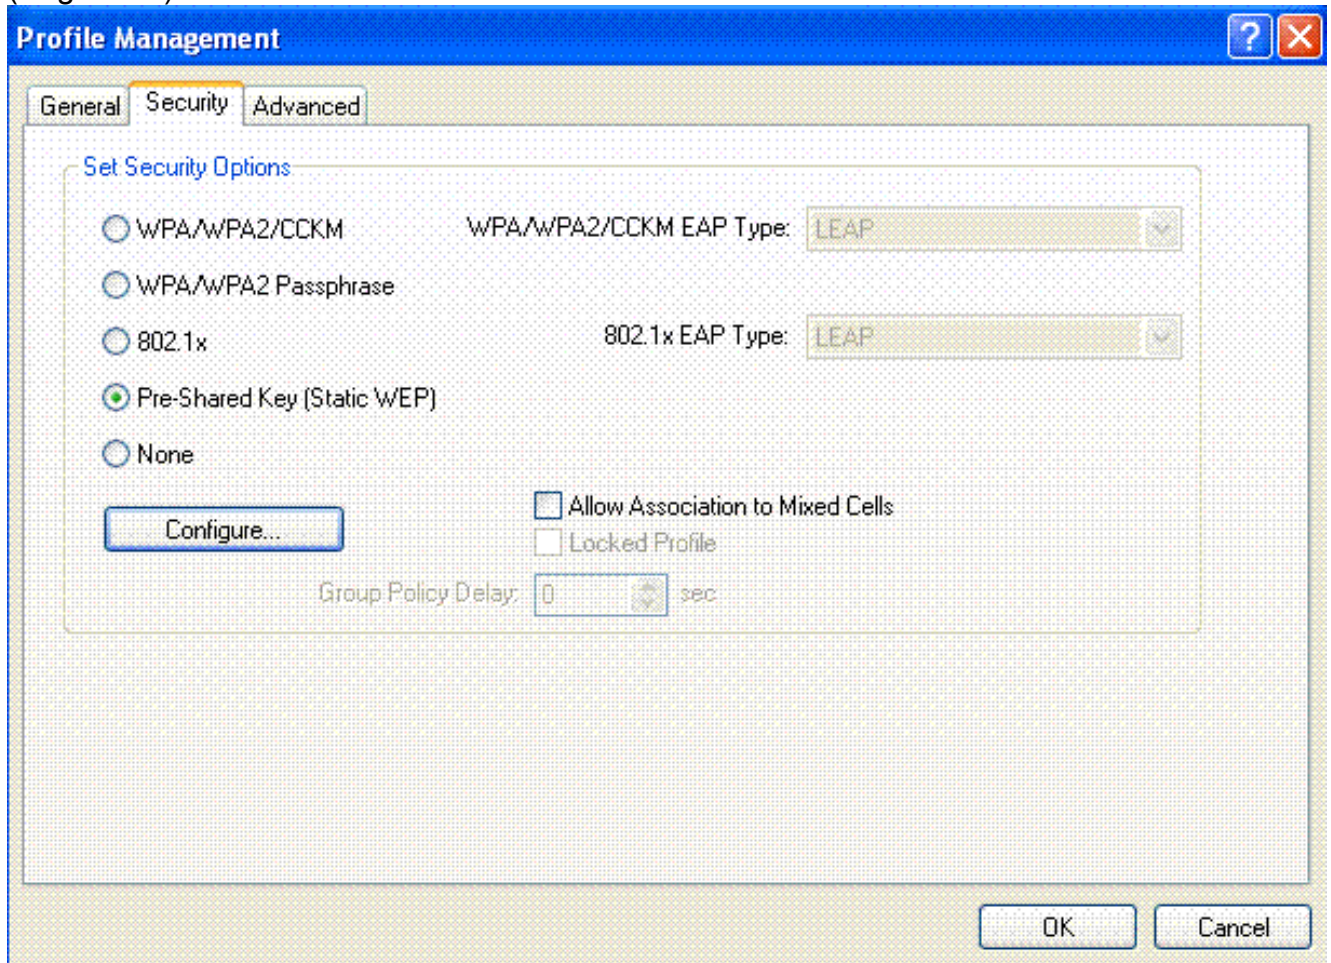 Profile Management
General Security Advanced
Set Security Options
WPA/WPA2/CCKM WPA/WPA2/CCKM EAP Type: LEAP
WPA/WPA2 Passphrase
802.1x 802.1x EAP Type: LEAP
Pre-Shared Key (Static WEP)
None
Configure... Allow Association to Mixed Cells
Locked Profile
Group Policy Delay: 0 sec
OK Cancel